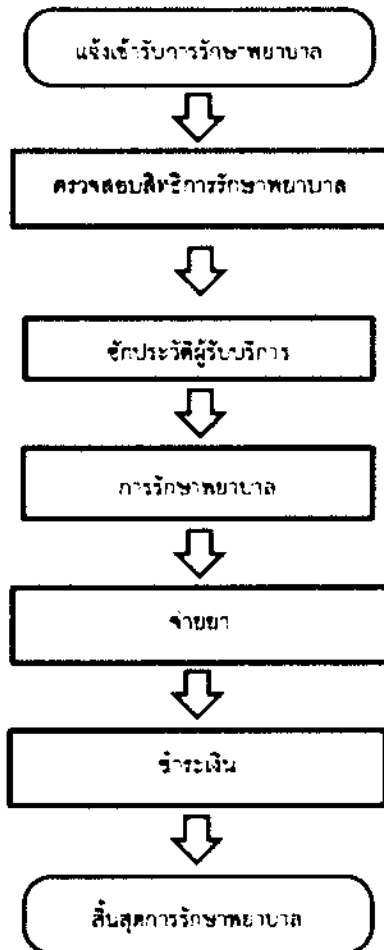 แจ้งเข้ารับการรักษาพยาบาล
ตรวจสอบสิทธิการรักษาพยาบาล
ซักประวัติผู้รับบริการ
การรักษาพยาบาล
จ่ายยา
ชำระเงิน
สิ้นสุดการรักษาพยาบาล